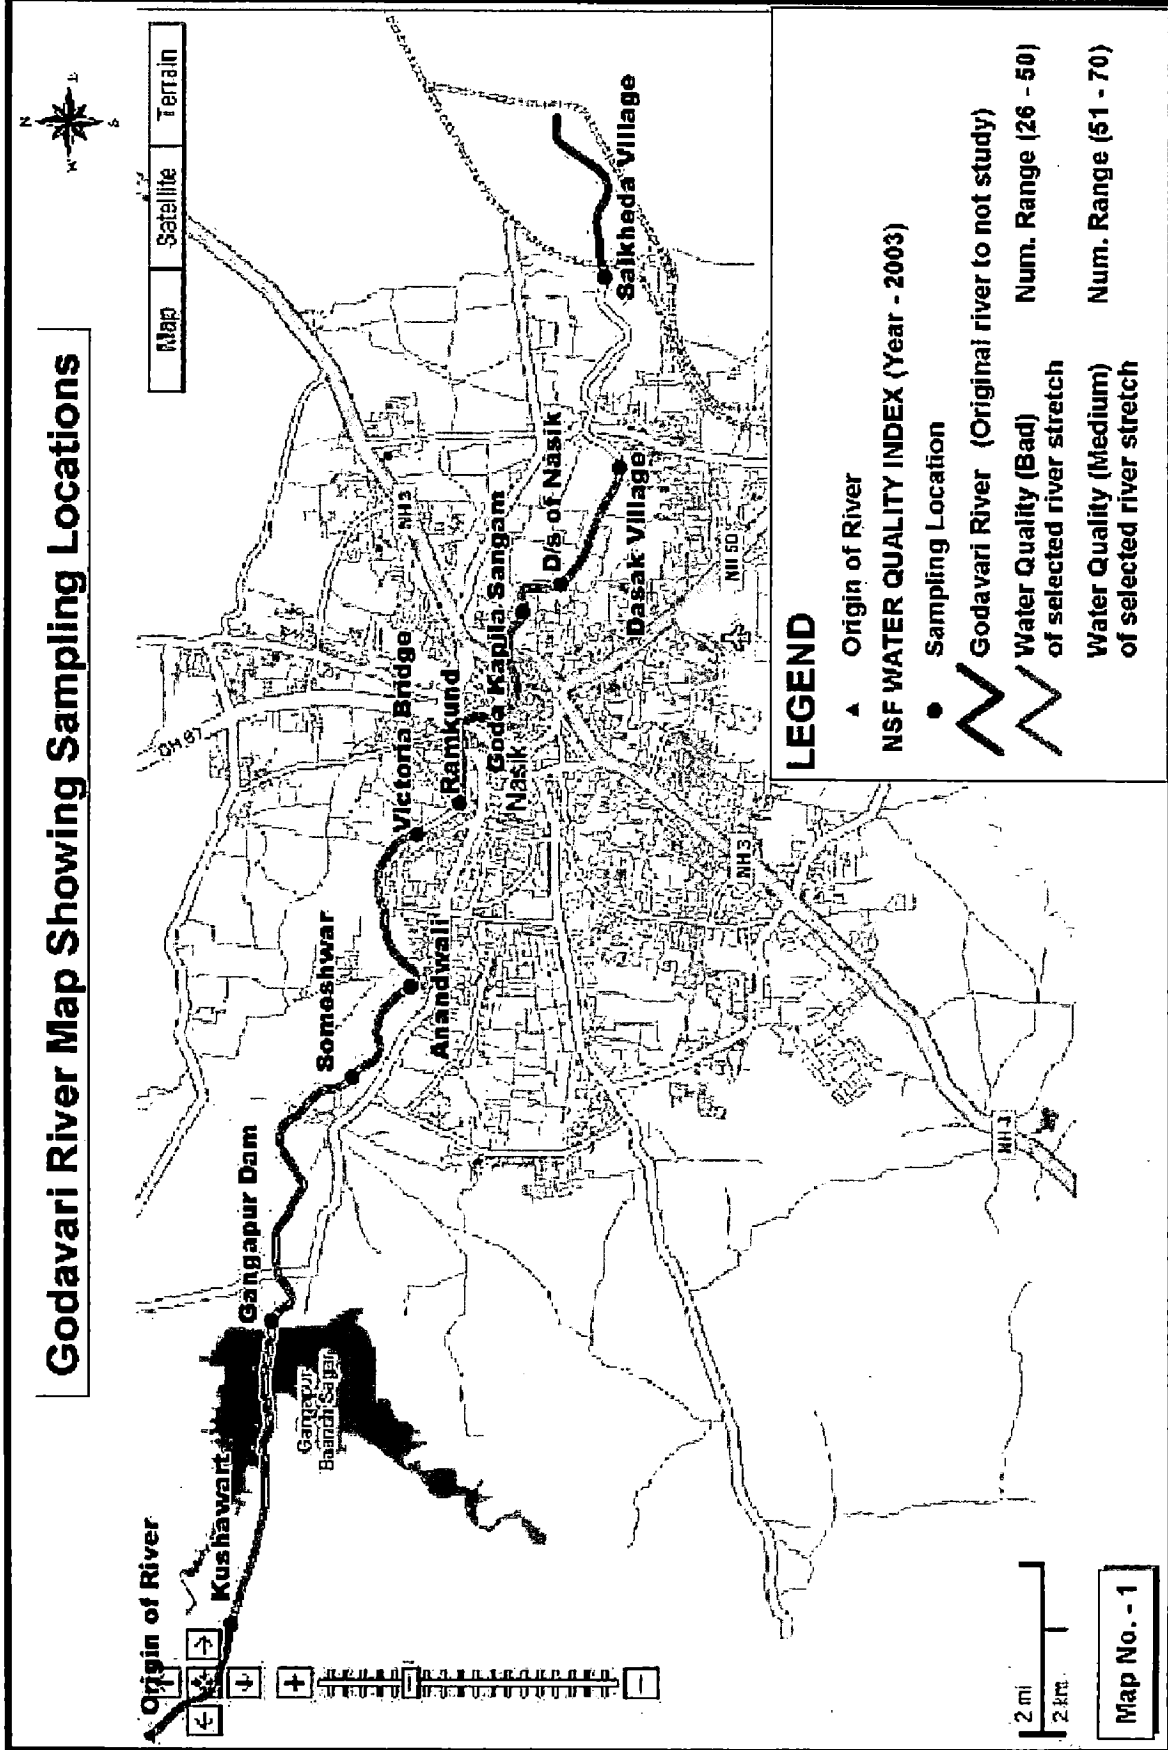 Godavari River Map Showing Sampling Locations
N
W
E
S
Map
Satellite
Terrain
Origin of River
Kushawart
Gangapur Dam
Gangapur
Baandh Sagar
Someshwar
Anandwali
Victoria Bridge
Ramkund
Goda Kapila Sangam
Nasik
D/s of Nasik
Dasak Village
Saikheda Village
GH 87
NH3
NH3
NH 50
NH 3
2 mi
2 km
Map No. - 1
LEGEND
Origin of River
NSF WATER QUALITY INDEX (Year - 2003)
Sampling Location
Godavari River (Original river to not study)
Water Quality (Bad) Num. Range (26 - 50)
of selected river stretch
Water Quality (Medium) Num. Range (51 - 70)
of selected river stretch